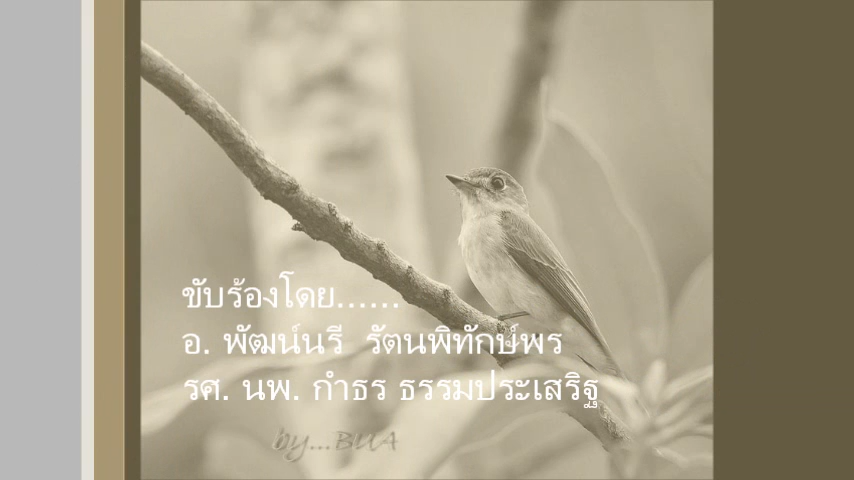 ขับร้องโดย......
อ. พัฒน์นรี  รัตนพิทักษ์พร
รศ. นพ. กำธร ธรรมประเสริฐ
by...BUA